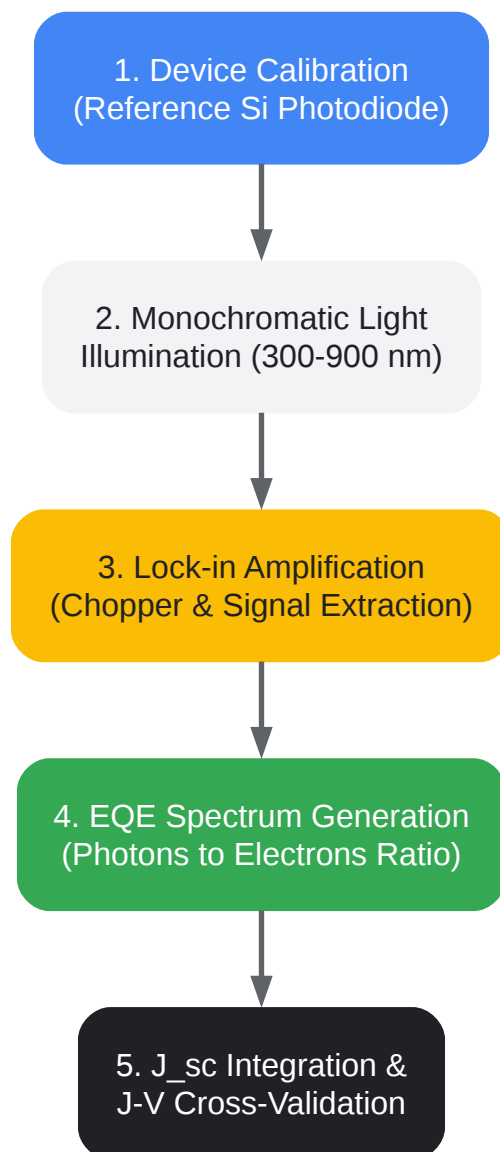 1. Device Calibration
(Reference Si Photodiode)
2. Monochromatic Light
Illumination (300-900 nm)
3. Lock-in Amplification
(Chopper & Signal Extraction)
4. EQE Spectrum Generation
(Photons to Electrons Ratio)
5. J_sc Integration &
J-V Cross-Validation